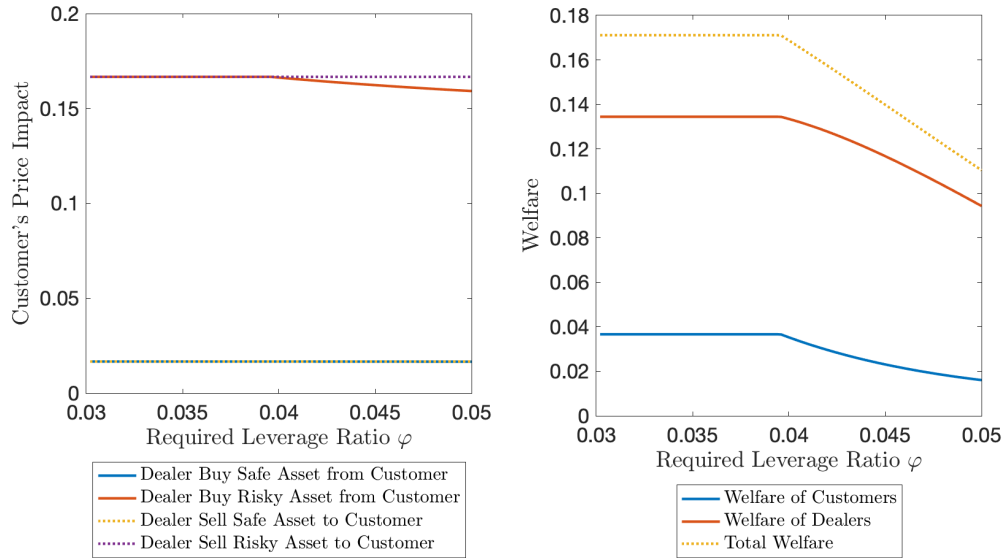 0.2
0.15
0.1
0.05
0
Customer's Price Impact
0.03 0.035 0.04 0.045 0.05
Required Leverage Ratio φ
Dealer Buy Safe Asset from Customer
Dealer Buy Risky Asset from Customer
Dealer Sell Safe Asset to Customer
Dealer Sell Risky Asset to Customer
0.18
0.16
0.14
0.12
0.1
0.08
0.06
0.04
0.02
0
Welfare
0.03 0.035 0.04 0.045 0.05
Required Leverage Ratio φ
Welfare of Customers
Welfare of Dealers
Total Welfare